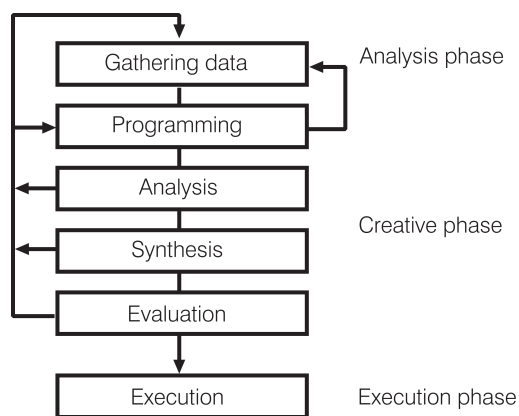 Gathering data
Analysis phase
Programming
Analysis
Creative phase
Synthesis
Evaluation
Execution
Execution phase